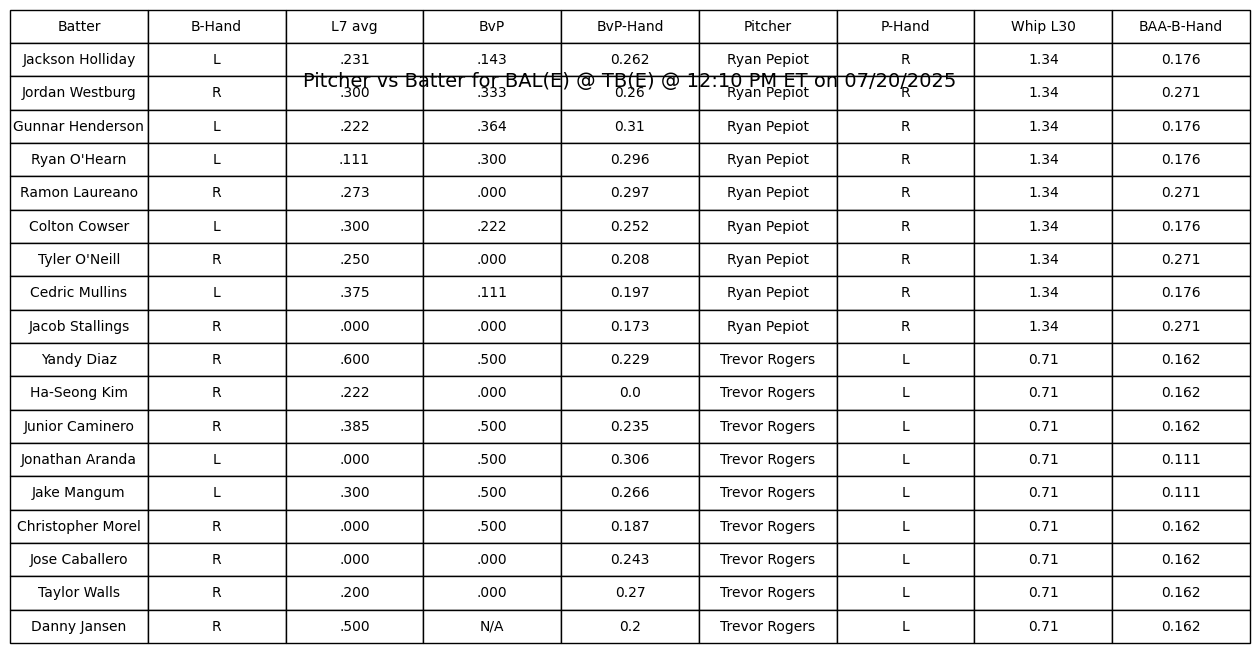 Batter B-Hand L7 avg BvP BvP-Hand Pitcher P-Hand Whip L30 BAA-B-Hand
Jackson Holliday L .231 .143 0.262 Ryan Pepiot R 1.34 0.176
Pitcher vs Batter for BAL(E) @ TB(E) @ 12:10 PM ET on 07/20/2025
Jordan Westburg R .300 .333 0.26 Ryan Pepiot R 1.34 0.271
Gunnar Henderson L .222 .364 0.31 Ryan Pepiot R 1.34 0.176
Ryan O'Hearn L .111 .300 0.296 Ryan Pepiot R 1.34 0.176
Ramon Laureano R .273 .000 0.297 Ryan Pepiot R 1.34 0.271
Colton Cowser L .300 .222 0.252 Ryan Pepiot R 1.34 0.176
Tyler O'Neill R .250 .000 0.208 Ryan Pepiot R 1.34 0.271
Cedric Mullins L .375 .111 0.197 Ryan Pepiot R 1.34 0.176
Jacob Stallings R .000 .000 0.173 Ryan Pepiot R 1.34 0.271
Yandy Diaz R .600 .500 0.229 Trevor Rogers L 0.71 0.162
Ha-Seong Kim R .222 .000 0.0 Trevor Rogers L 0.71 0.162
Junior Caminero R .385 .500 0.235 Trevor Rogers L 0.71 0.162
Jonathan Aranda L .000 .500 0.306 Trevor Rogers L 0.71 0.111
Jake Mangum L .300 .500 0.266 Trevor Rogers L 0.71 0.111
Christopher Morel R .000 .500 0.187 Trevor Rogers L 0.71 0.162
Jose Caballero R .000 .000 0.243 Trevor Rogers L 0.71 0.162
Taylor Walls R .200 .000 0.27 Trevor Rogers L 0.71 0.162
Danny Jansen R .500 N/A 0.2 Trevor Rogers L 0.71 0.162